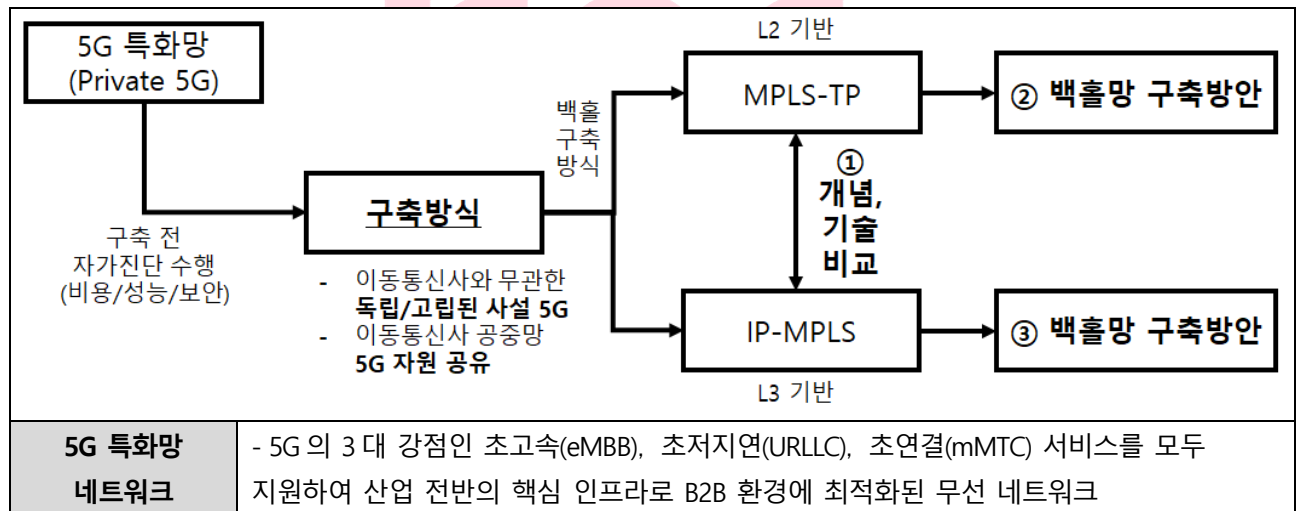 5G 특화망
(Private 5G)
구축 전
자가진단 수행
(비용/성능/보안)
구축방식
- 이동통신사와 무관한
독립/고립된 사설 5G
- 이동통신사 공중망
5G 자원 공유
백홀
구축
방식
L2 기반
MPLS-TP
② 백홀망 구축방안
①
개념,
기술
비교
IP-MPLS
L3 기반
③ 백홀망 구축방안
5G 특화망
네트워크
- 5G 의 3 대 강점인 초고속(eMBB), 초저지연(URLLC), 초연결(mMTC) 서비스를 모두
지원하여 산업 전반의 핵심 인프라로 B2B 환경에 최적화된 무선 네트워크